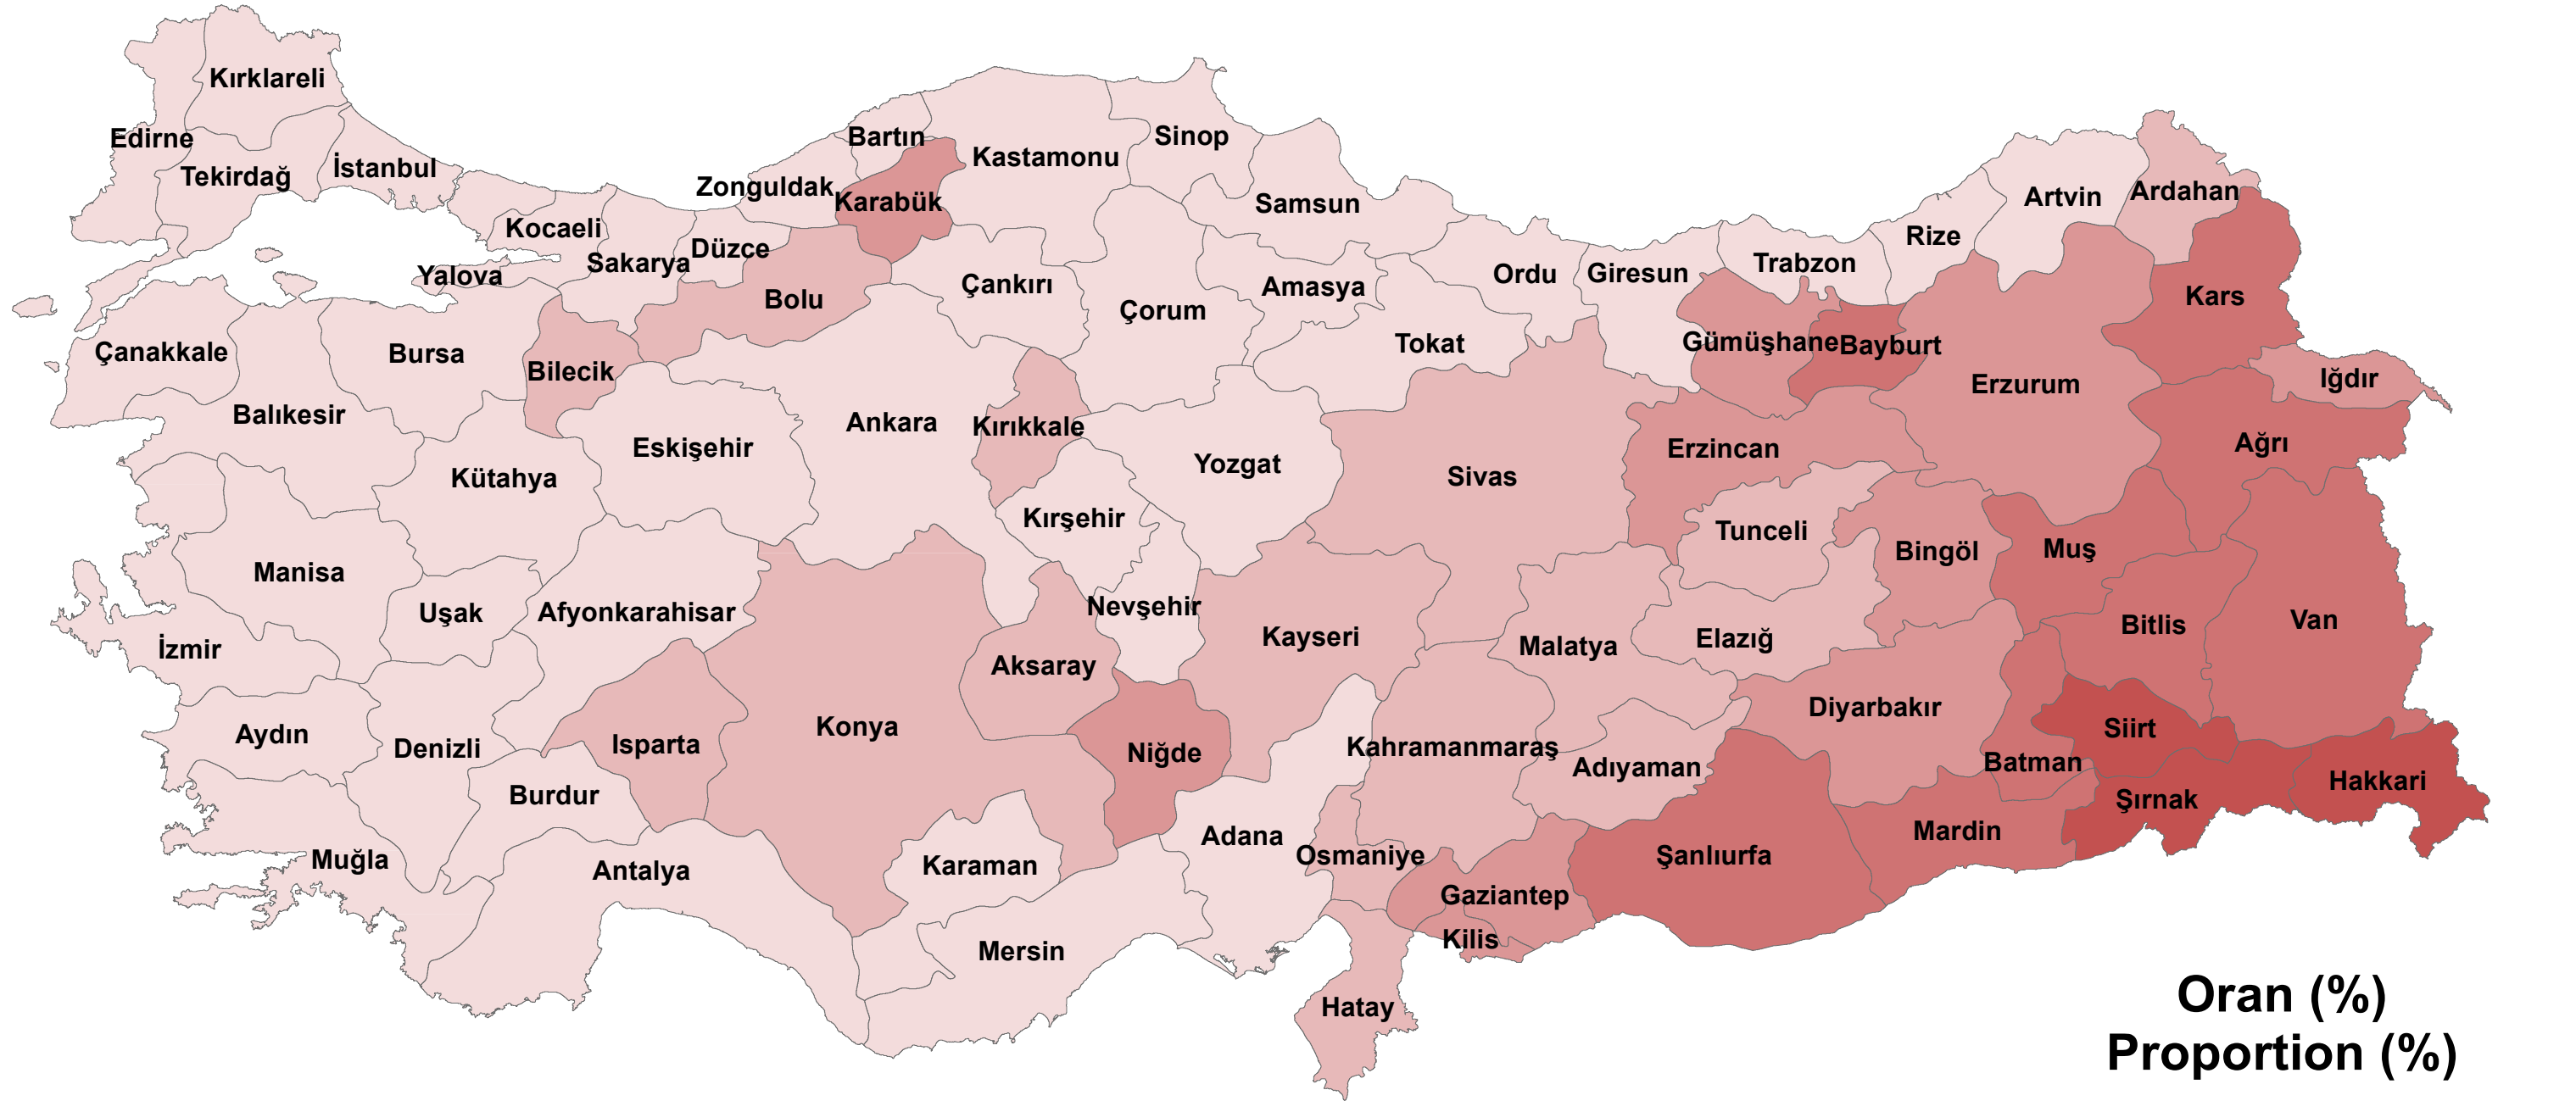 Kırklareli
Edirne
Tekirdağ
İstanbul
Bartın
Kastamonu
Sinop
Zonguldak
Karabük
Samsun
Artvin
Ardahan
Kocaeli
Düzce
Sakarya
Yalova
Rize
Trabzon
Ordu
Giresun
Çankırı
Amasya
Bolu
Çorum
Kars
Tokat
Gümüşhane
Bayburt
Çanakkale
Bursa
Bilecik
Iğdır
Erzurum
Balıkesir
Ankara
Kırıkkale
Eskişehir
Erzincan
Ağrı
Yozgat
Kütahya
Sivas
Kırşehir
Tunceli
Bingöl
Muş
Manisa
Uşak
Afyonkarahisar
Nevşehir
Van
Bitlis
İzmir
Kayseri
Malatya
Elazığ
Aksaray
Diyarbakır
Aydın
Denizli
Isparta
Konya
Niğde
Kahramanmaraş
Adıyaman
Batman
Siirt
Hakkari
Şırnak
Burdur
Mardin
Adana
Osmaniye
Şanlıurfa
Muğla
Antalya
Karaman
Gaziantep
Kilis
Mersin
Hatay
Oran (%)
Proportion (%)